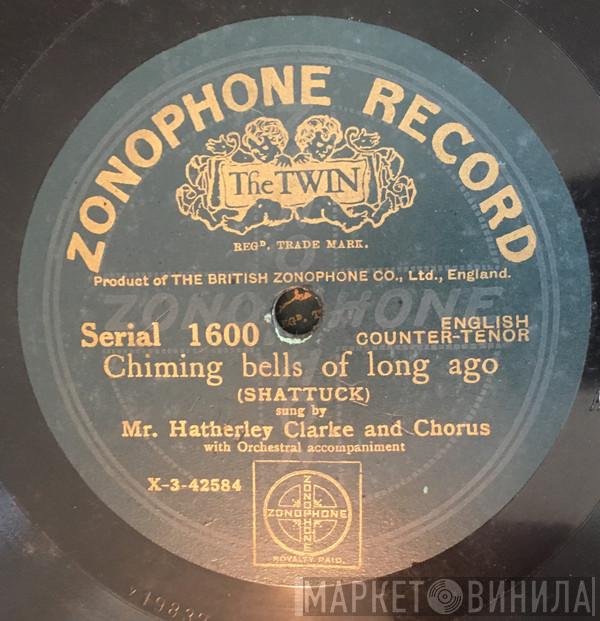 ZONOPHONE RECORD
The TWIN
REGD. TRADE MARK.
Product of THE BRITISH ZONOPHONE CO., Ltd., England.
ZONOPHONE
Serial 1600
ENGLISH
COUNTER-TENOR
Chiming bells of long ago
(SHATTUCK)
sung by
Mr. Hatherley Clarke and Chorus
with Orchestral accompaniment
X-3-42584
ZONOPHONE
ZONOPHONE
ROYALTY PAID.
МАРКЕТ ВИНИЛА